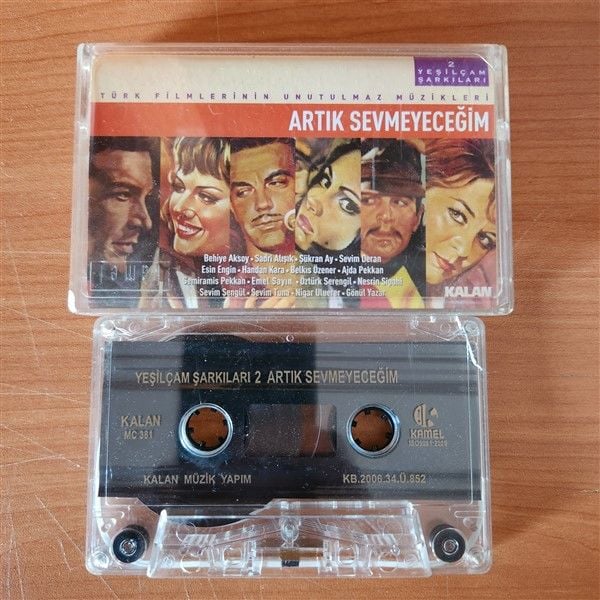 2
YEŞİLÇAM
ŞARKILARI
TÜRK FİLMLERİNİN UNUTULMAZ MÜZİKLERİ
ARTIK SEVMEYECEĞİM
Behiye Aksoy • Sadri Alışık • Şükran Ay • Sevim Deran
Esin Engin • Handan Kara • Belkıs Özener • Ajda Pekkan
Semiramis Pekkan • Emel Sayın • Öztürk Serengil • Nesrin Sipahi
Sevim Şengül • Sevim Tuna • Nigar Uluerer • Gönül Yazar
KALAN
YEŞİLÇAM ŞARKILARI 2 ARTIK SEVMEYECEĞİM
KALAN
MC 381
KAMEL
KALAN MÜZİK YAPIM
KB.2006.34.Ü.852